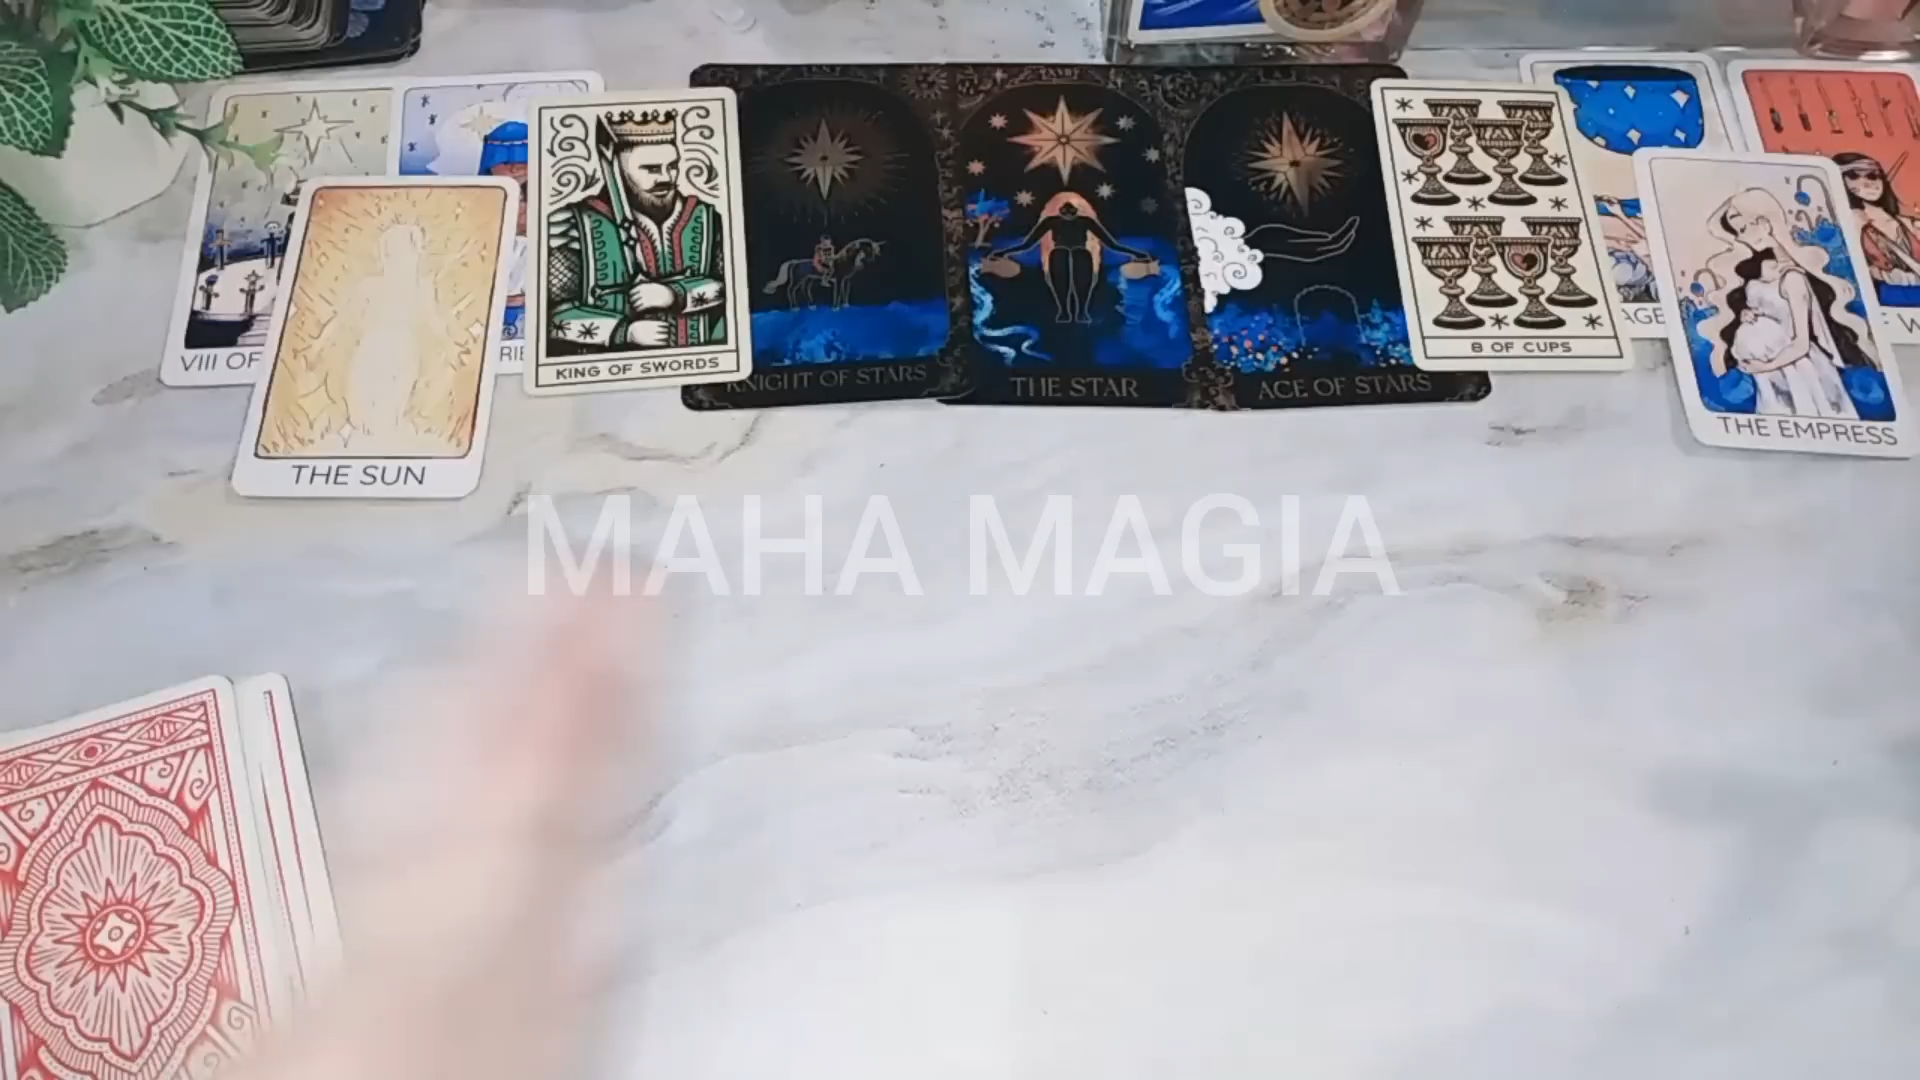 VIII OF
THE SUN
KING OF SWORDS
KNIGHT OF STARS
THE STAR
ACE OF STARS
8 OF CUPS
THE EMPRESS
MAHA MAGIA